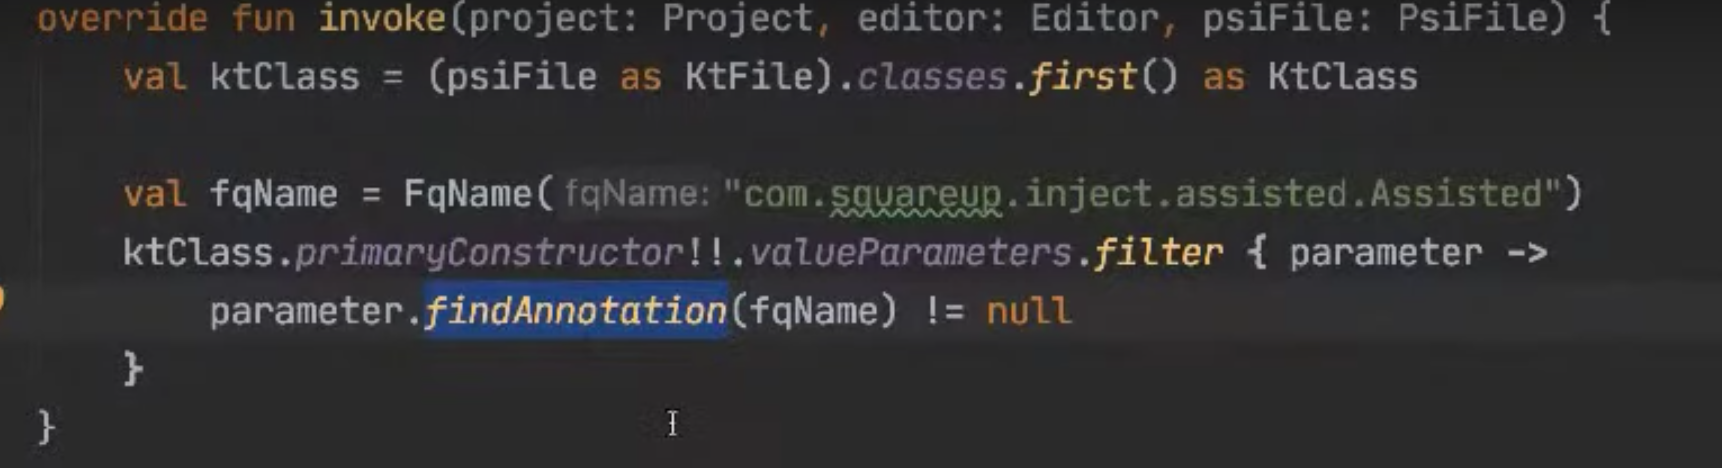 override fun invoke(project: Project, editor: Editor, psiFile: PsiFile) {
val ktClass = (psiFile as KtFile).classes.first() as KtClass
val fqName = FqName( fqName: "com.squareup.inject.assisted.Assisted")
ktClass.primaryConstructor!!.valueParameters.filter { parameter ->
parameter.findAnnotation(fqName) != null
}
}